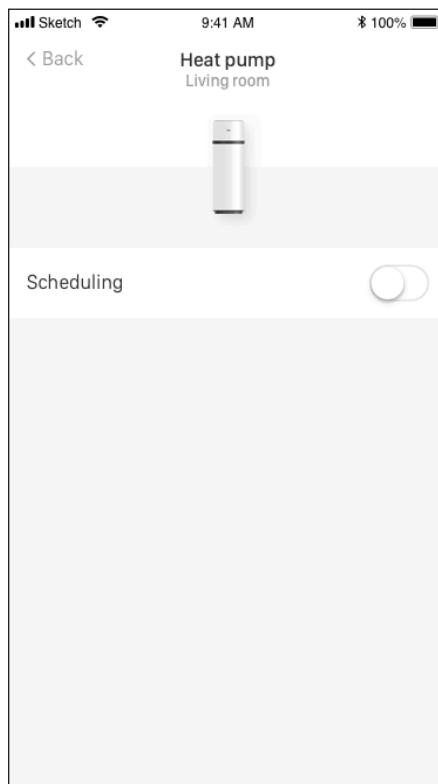 Sketch 9:41 AM 100%
< Back
Heat pump
Living room
Scheduling